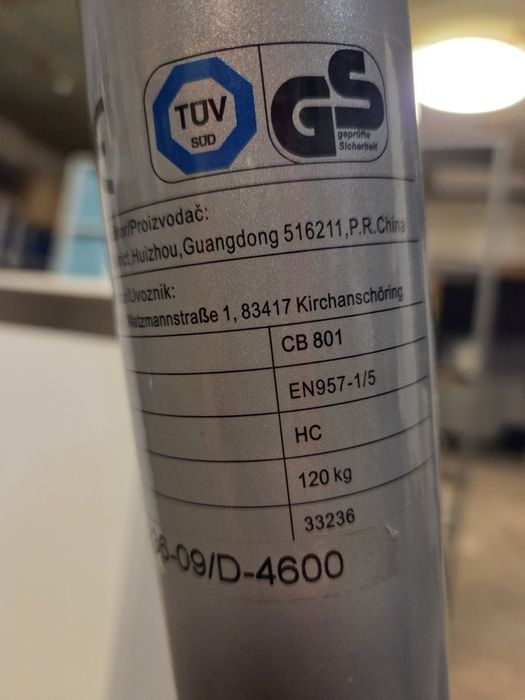 TÜV
SÜD
GS
geprüfte
Sicherheit
/Proizvođač:
Huizhou,Guangdong 516211,P.R.China
/Uvoznik:
Watzmannstraße 1, 83417 Kirchanschöring
CB 801
EN957-1/5
HC
120 kg
33236
6-09/D-4600